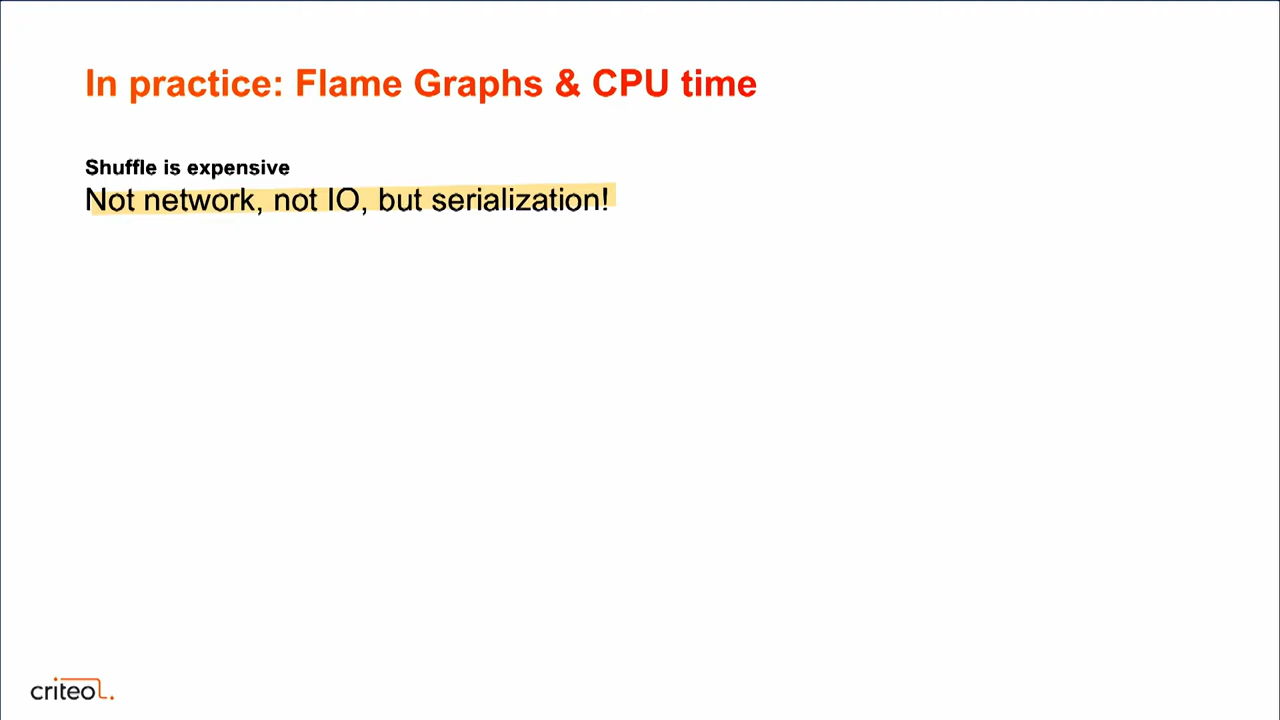 In practice: Flame Graphs & CPU time
Shuffle is expensive
Not network, not IO, but serialization!
criteo